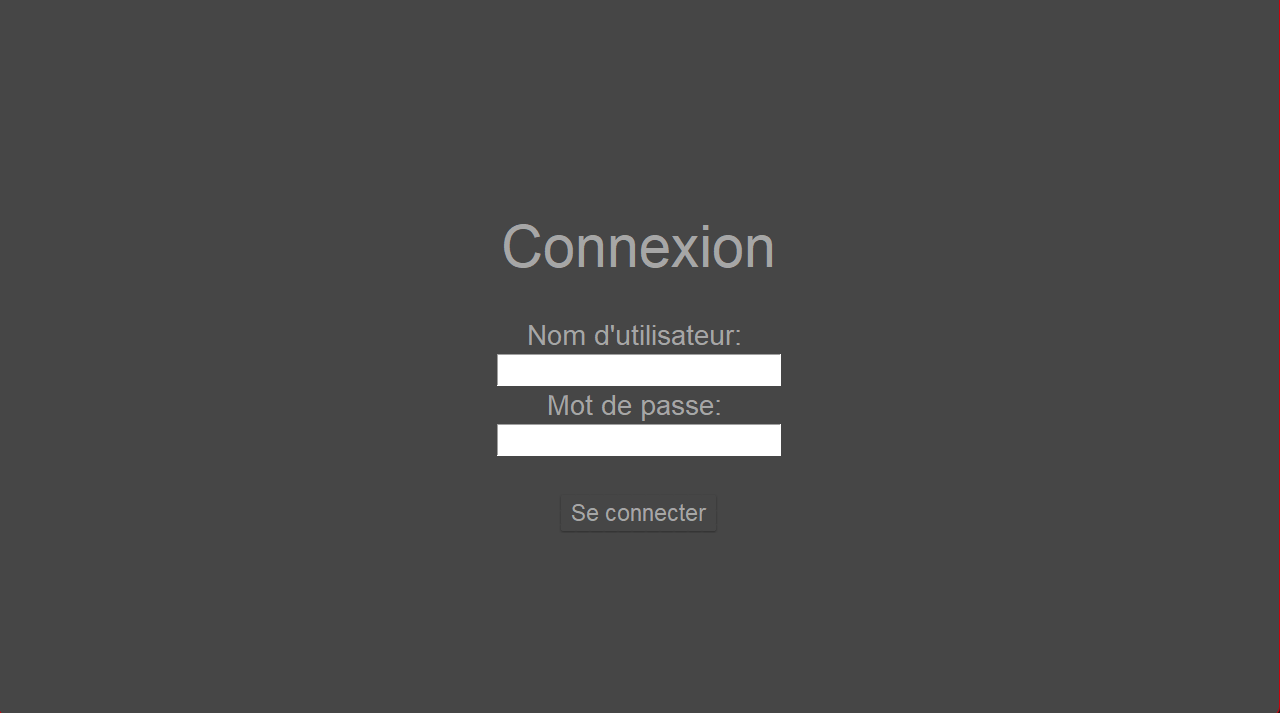 Connexion
Nom d'utilisateur:
Mot de passe:
Se connecter